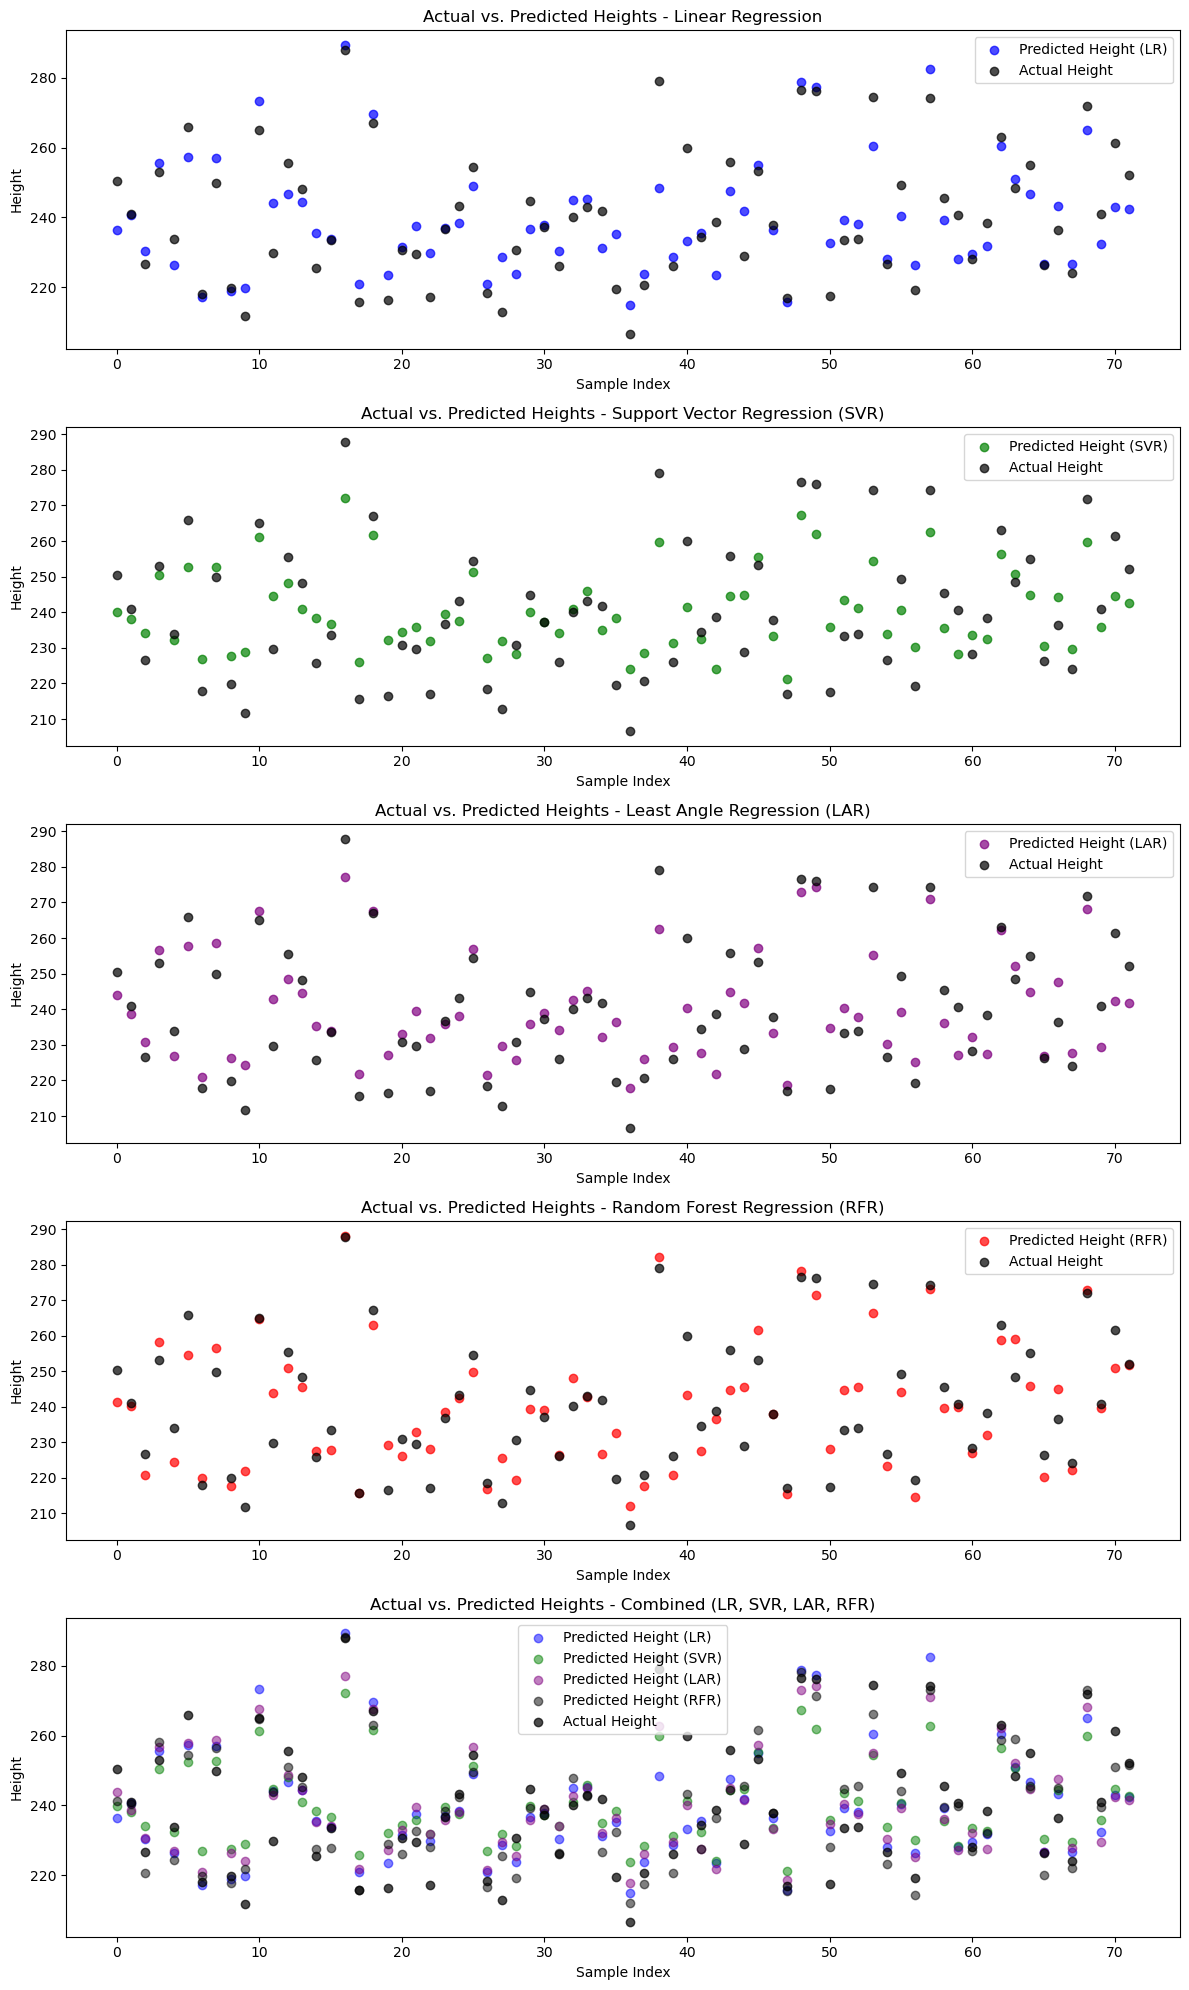 Actual vs. Predicted Heights - Linear Regression
Predicted Height (LR)
Actual Height
Height
280
260
240
220
0 10 20 30 40 50 60 70
Sample Index
Actual vs. Predicted Heights - Support Vector Regression (SVR)
Predicted Height (SVR)
Actual Height
Height
290
280
270
260
250
240
230
220
210
0 10 20 30 40 50 60 70
Sample Index
Actual vs. Predicted Heights - Least Angle Regression (LAR)
Predicted Height (LAR)
Actual Height
Height
290
280
270
260
250
240
230
220
210
0 10 20 30 40 50 60 70
Sample Index
Actual vs. Predicted Heights - Random Forest Regression (RFR)
Predicted Height (RFR)
Actual Height
Height
290
280
270
260
250
240
230
220
210
0 10 20 30 40 50 60 70
Sample Index
Actual vs. Predicted Heights - Combined (LR, SVR, LAR, RFR)
Predicted Height (LR)
Predicted Height (SVR)
Predicted Height (LAR)
Predicted Height (RFR)
Actual Height
Height
280
260
240
220
0 10 20 30 40 50 60 70
Sample Index